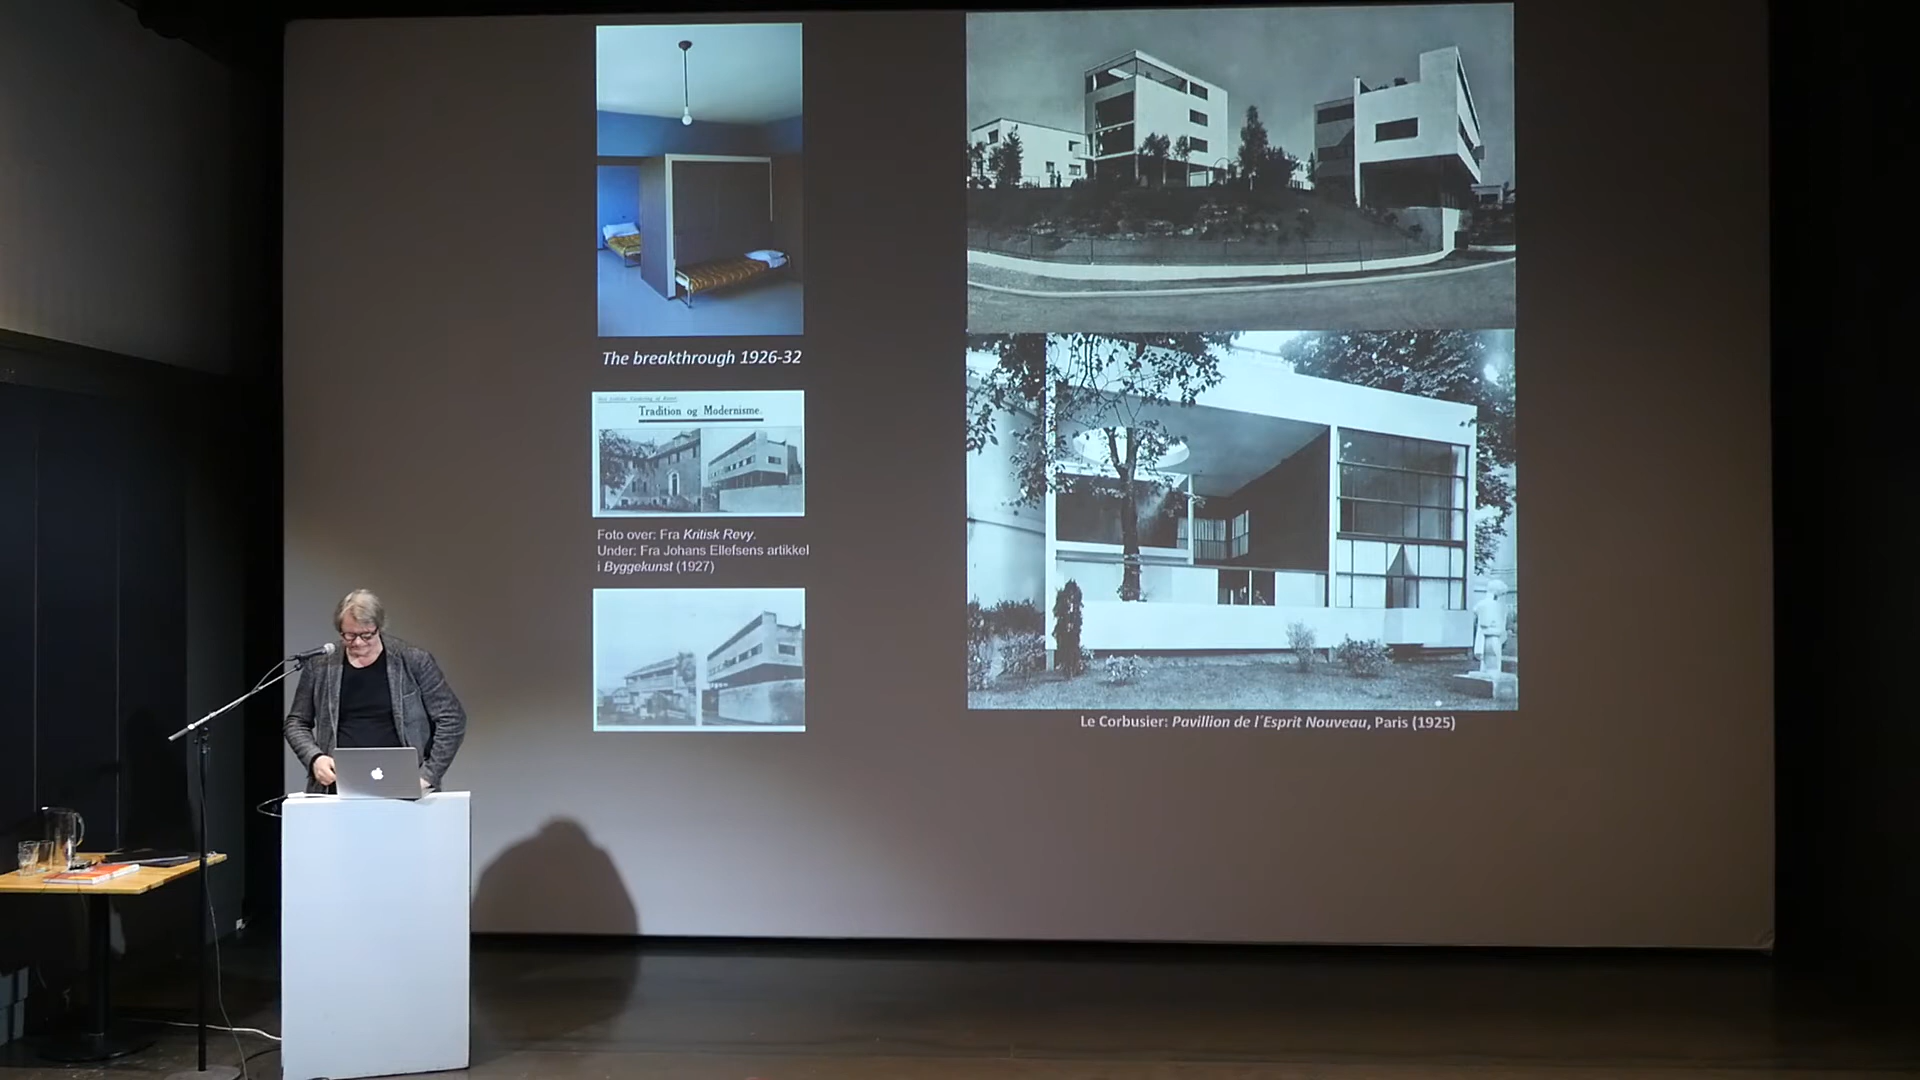 The breakthrough 1926-32
Tradition og Modernisme.
Foto over: Fra Kritisk Revy.
Under: Fra Johans Ellefsens artikkel
i Byggekunst (1927)
Le Corbusier: Pavillion de l´Esprit Nouveau, Paris (1925)